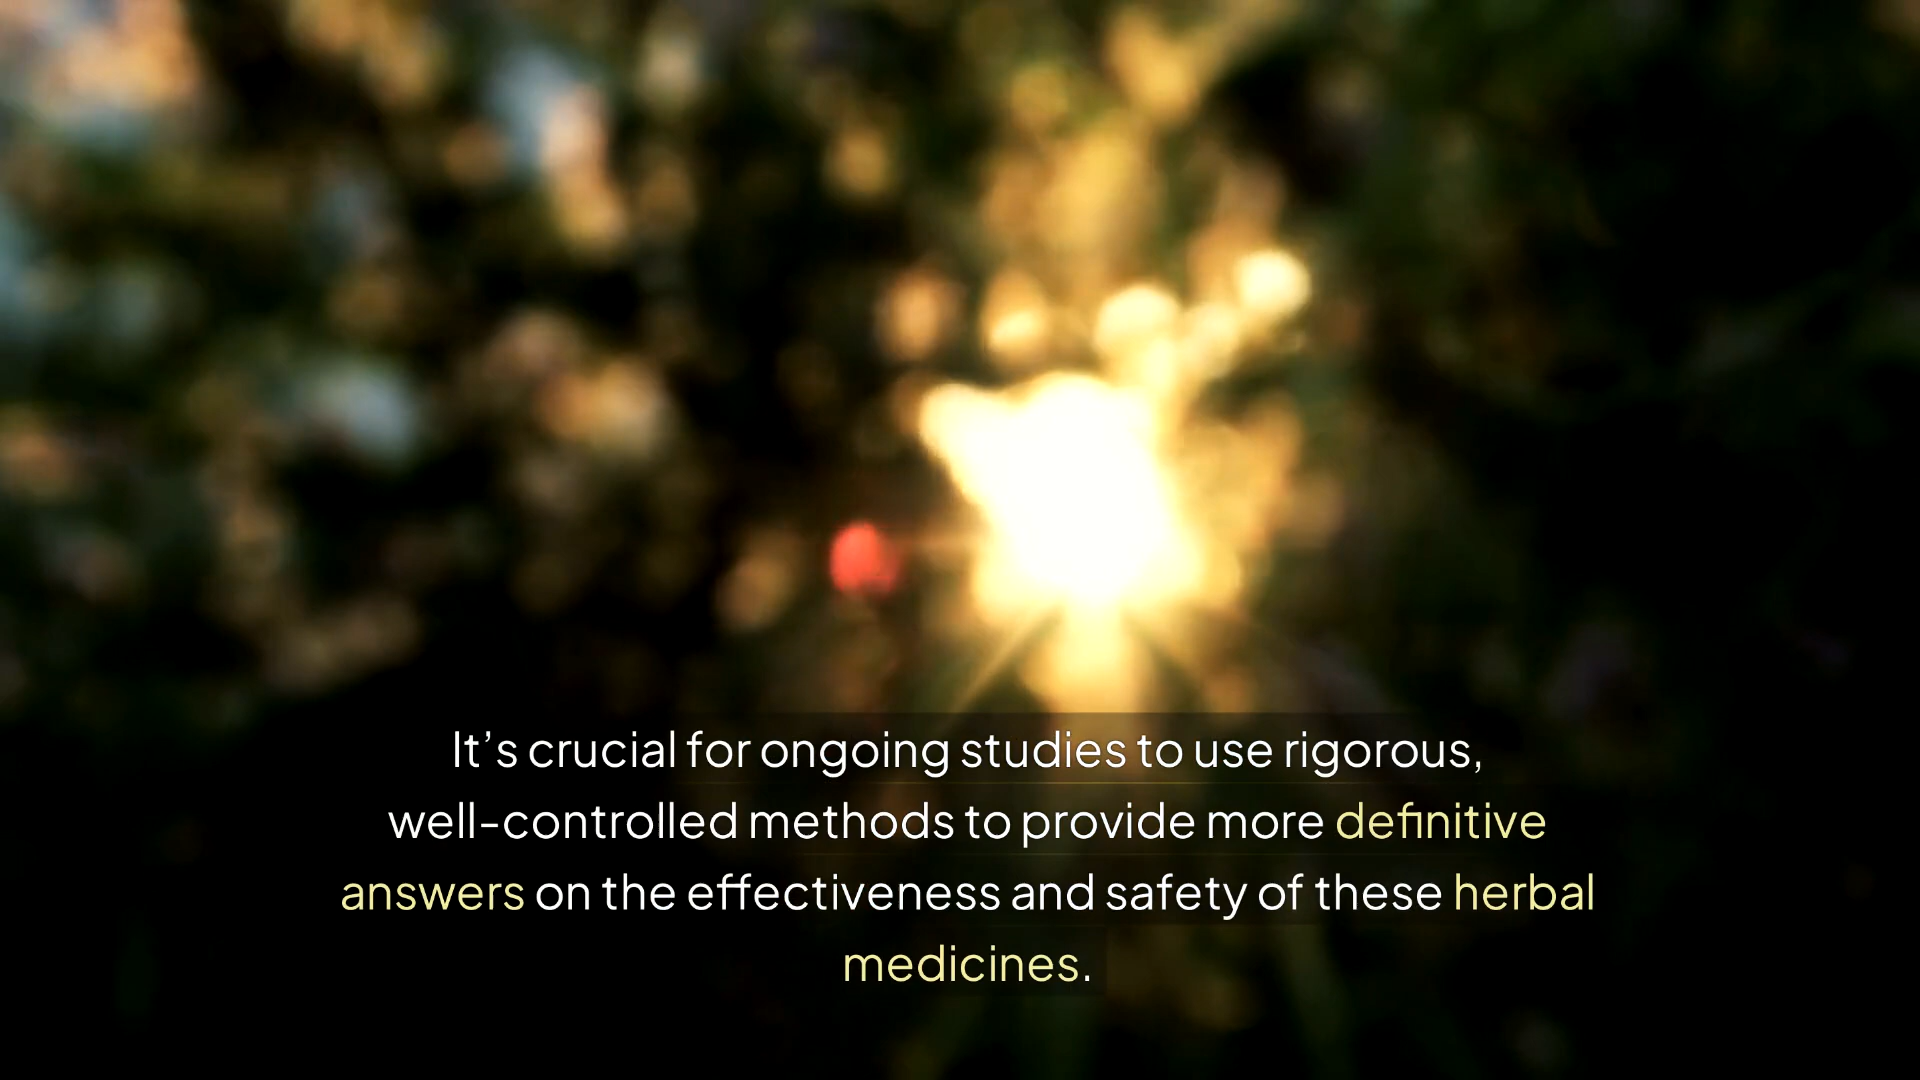 It’s crucial for ongoing studies to use rigorous,
well-controlled methods to provide more definitive
answers on the effectiveness and safety of these herbal
medicines.